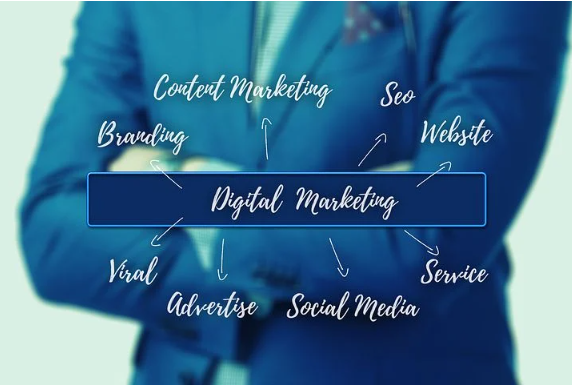 Content Marketing
Seo
Branding
Website
Digital Marketing
Viral
Service
Advertise
Social Media